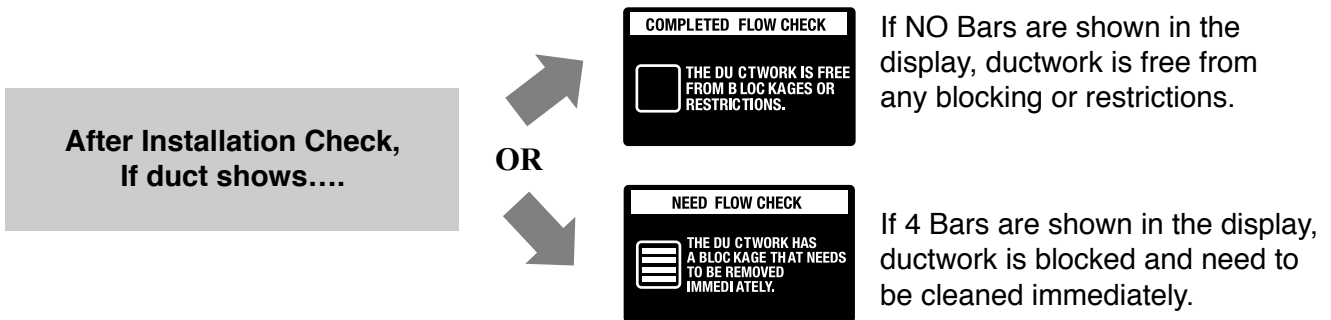 After Installation Check,
If duct shows....
OR
COMPLETED FLOW CHECK
THE DU CTWORK IS FREE
FROM B LOC KAGES OR
RESTRICTIONS.
If NO Bars are shown in the
display, ductwork is free from
any blocking or restrictions.
NEED FLOW CHECK
THE DU CTWORK HAS
A BLOC KAGE THAT NEEDS
TO BE REMOVED
IMMEDI ATELY.
If 4 Bars are shown in the display,
ductwork is blocked and need to
be cleaned immediately.